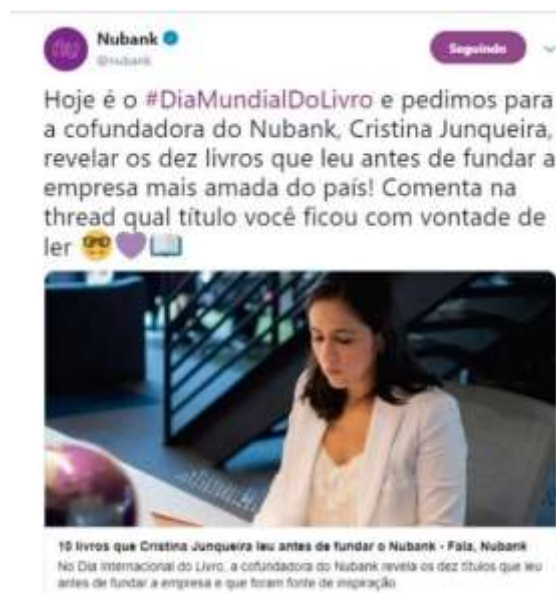 Nubank
@nubank
Seguindo
Hoje é o #DiaMundialDoLivro e pedimos para
a cofundadora do Nubank, Cristina Junqueira,
revelar os dez livros que leu antes de fundar a
empresa mais amada do país! Comenta na
thread qual título você ficou com vontade de
ler 🤓💜📖
10 livros que Cristina Junqueira leu antes de fundar o Nubank - Fala, Nubank
No Dia Internacional do Livro, a cofundadora do Nubank revela os dez títulos que leu
antes de fundar a empresa e que foram fonte de inspiração